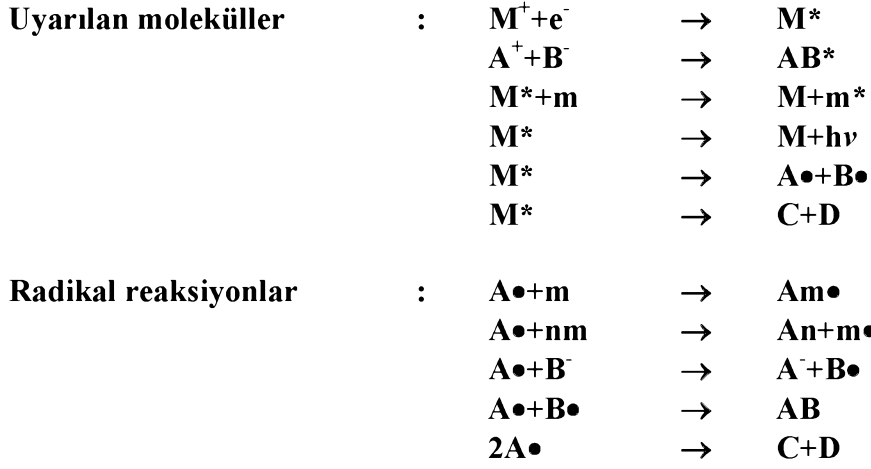 Uyarılan moleküller : M⁺+e⁻ → M*
A⁺+B⁻ → AB*
M*+m → M+m*
M* → M+hν
M* → A•+B•
M* → C+D
Radikal reaksiyonlar : A•+m → Am•
A•+nm → An+m•
A•+B⁻ → A⁻+B•
A•+B• → AB
2A• → C+D